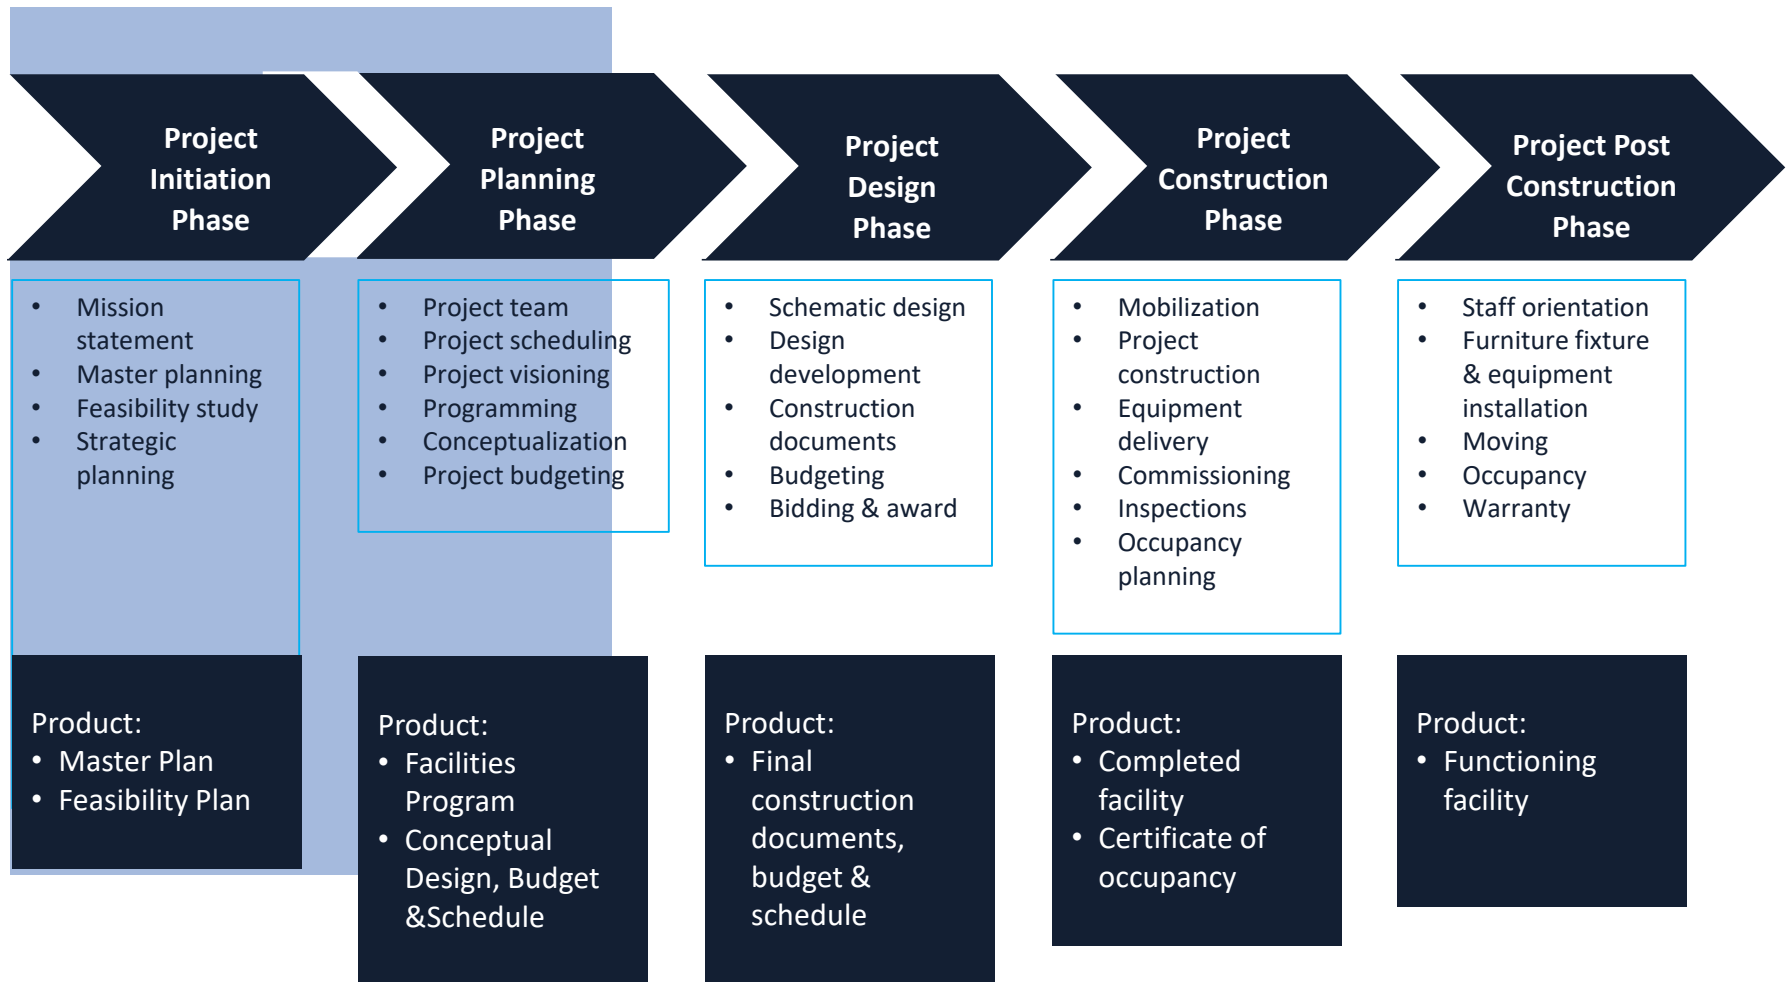 Project
Initiation
Phase
Project
Planning
Phase
Project
Design
Phase
Project
Construction
Phase
Project Post
Construction
Phase
• Mission
statement
• Master planning
• Feasibility study
• Strategic
planning
• Project team
• Project scheduling
• Project visioning
• Programming
• Conceptualization
• Project budgeting
• Schematic design
• Design
development
• Construction
documents
• Budgeting
• Bidding & award
• Mobilization
• Project
construction
• Equipment
delivery
• Commissioning
• Inspections
• Occupancy
planning
• Staff orientation
• Furniture fixture
& equipment
installation
• Moving
• Occupancy
• Warranty
Product:
• Master Plan
• Feasibility Plan
Product:
• Facilities
Program
• Conceptual
Design, Budget
&Schedule
Product:
• Final
construction
documents,
budget &
schedule
Product:
• Completed
facility
• Certificate of
occupancy
Product:
• Functioning
facility